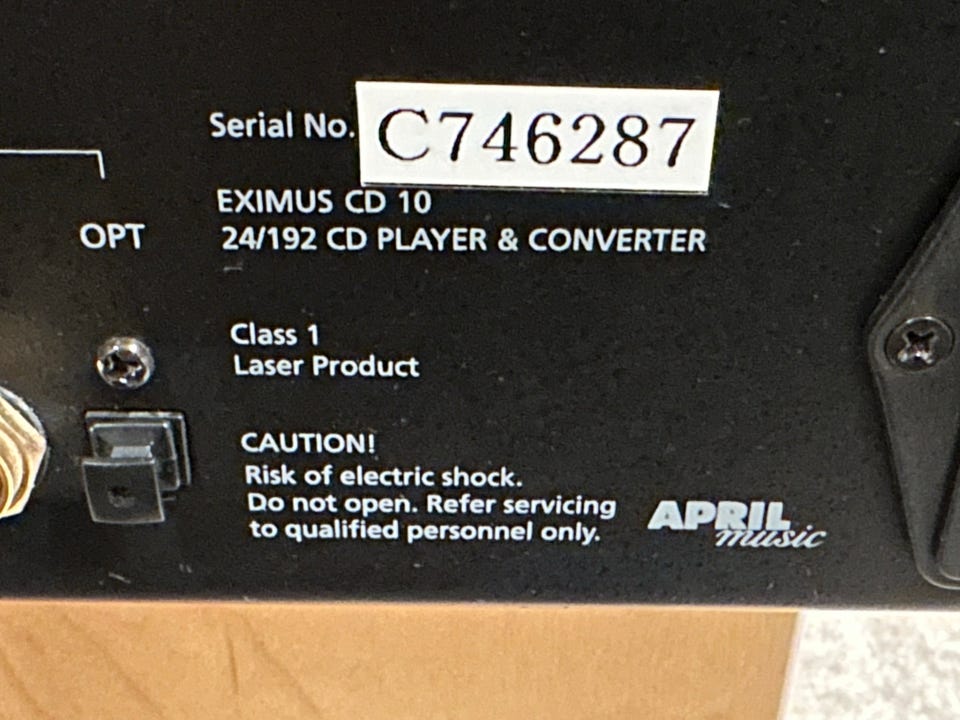 Serial No. C746287
EXIMUS CD 10
OPT
24/192 CD PLAYER & CONVERTER
Class 1
Laser Product
CAUTION!
Risk of electric shock.
Do not open. Refer servicing
to qualified personnel only.
APRIL
music